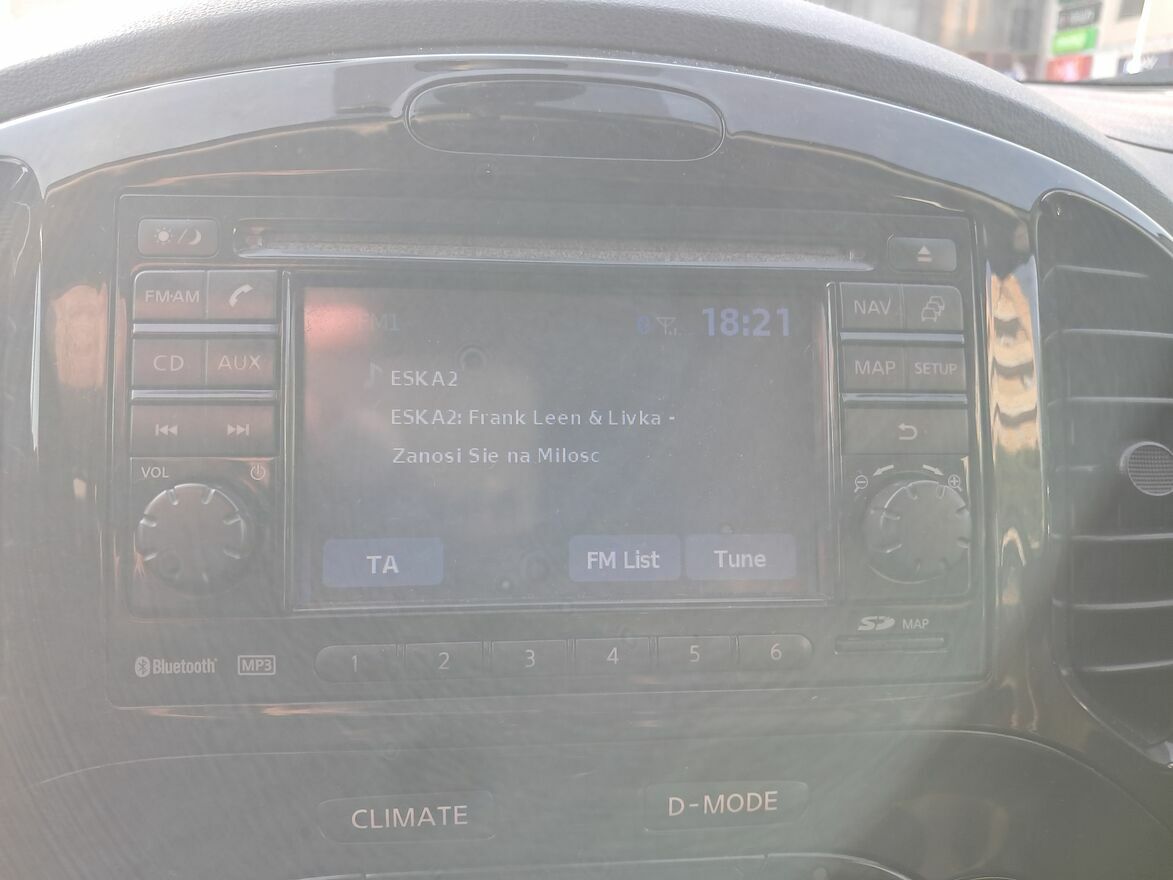 FM·AM
CD
AUX
VOL
FM1
18:21
ESKA2
ESKA2: Frank Leen & Livka -
Zanosi Sie na Milosc
TA
FM List
Tune
NAV
MAP
SETUP
SD MAP
Bluetooth
MP3
1 2 3 4 5 6
CLIMATE
D-MODE